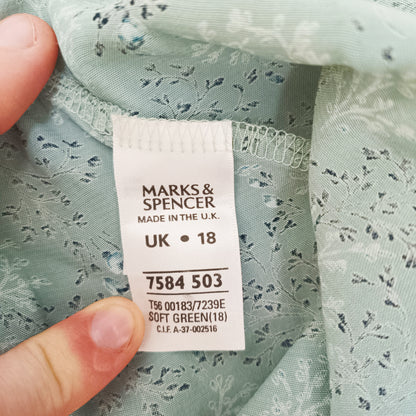 MARKS &
SPENCER
MADE IN THE U.K.
UK • 18
7584 503
T56 00183/7239E
SOFT GREEN(18)
C.I.F. A-37-002516